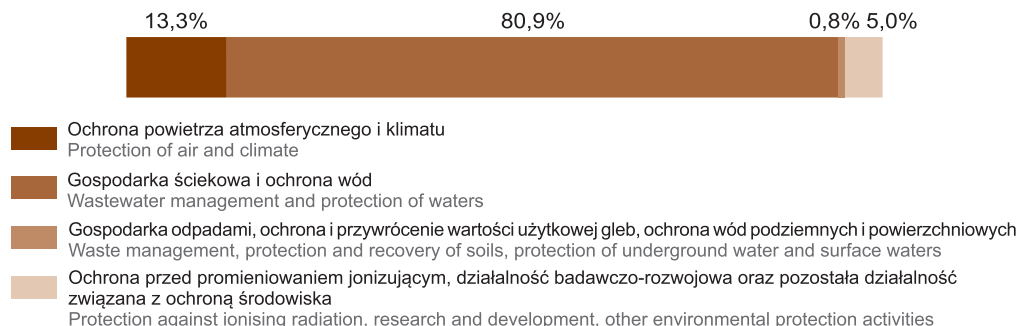 13,3% 80,9% 0,8% 5,0%
Ochrona powietrza atmosferycznego i klimatu
Protection of air and climate
Gospodarka ściekowa i ochrona wód
Wastewater management and protection of waters
Gospodarka odpadami, ochrona i przywrócenie wartości użytkowej gleb, ochrona wód podziemnych i powierzchniowych
Waste management, protection and recovery of soils, protection of underground water and surface waters
Ochrona przed promieniowaniem jonizującym, działalność badawczo-rozwojowa oraz pozostała działalność
związana z ochroną środowiska
Protection against ionising radiation, research and development, other environmental protection activities